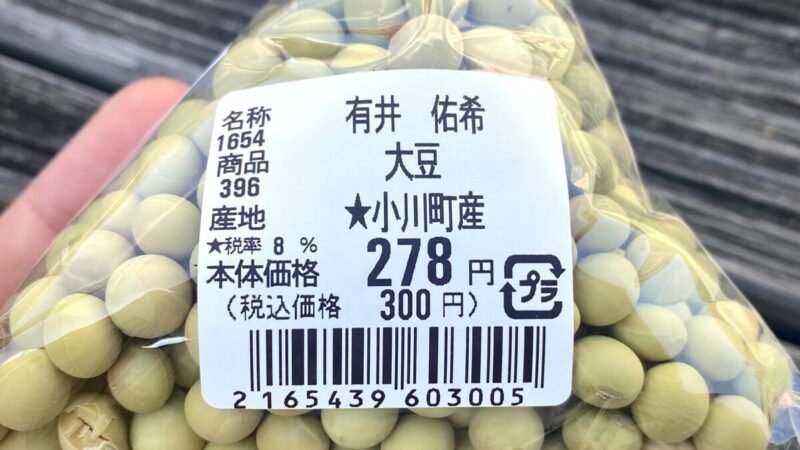 名称 有井 佑希
1654
商品 大豆
396
産地 ★小川町産
★税率 8 %
本体価格 278 円
(税込価格 300 円)
プラ
2 165439 603005